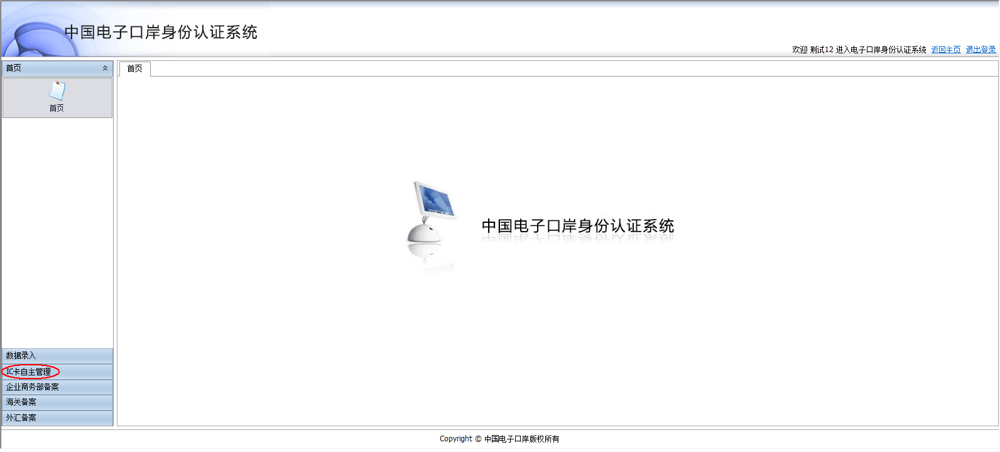 中国电子口岸身份认证系统
欢迎 测试12 进入电子口岸身份认证系统 返回主页 退出登录
首页
首页
首页
中国电子口岸身份认证系统
数据录入
IC卡自主管理
企业商务部备案
海关备案
外汇备案
Copyright © 中国电子口岸版权所有